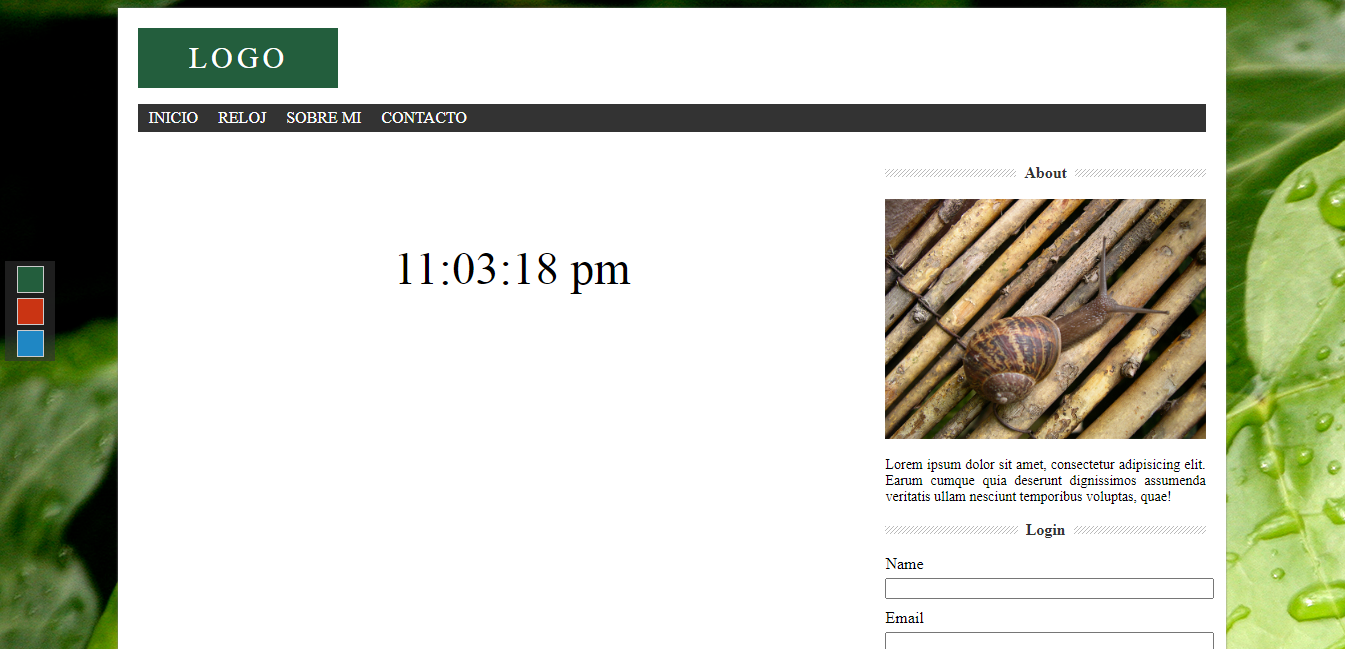 LOGO
INICIO RELOJ SOBRE MI CONTACTO
11:03:18 pm
About
Lorem ipsum dolor sit amet, consectetur adipisicing elit.
Earum cumque quia deserunt dignissimos assumenda
veritatis ullam nesciunt temporibus voluptas, quae!
Login
Name
Email